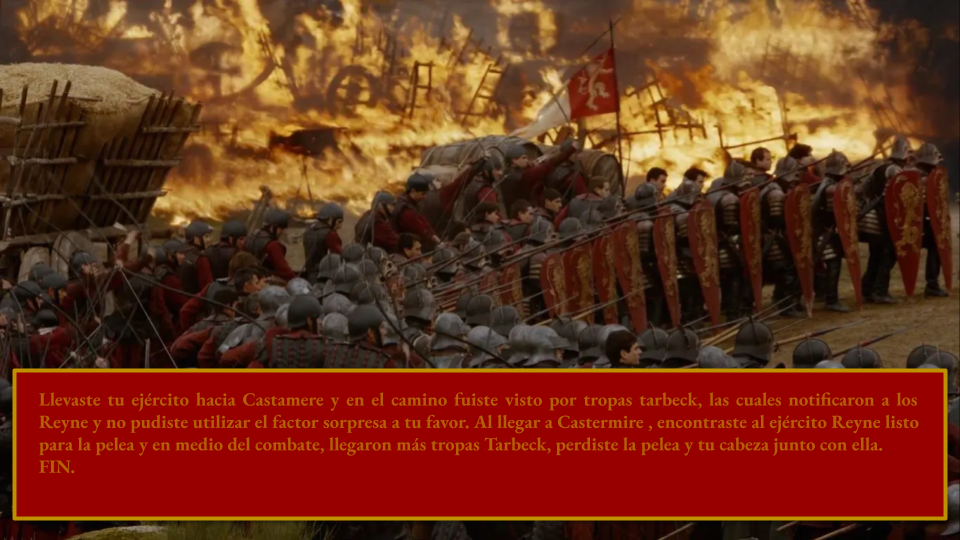 Llevaste tu ejército hacia Castamere y en el camino fuiste visto por tropas tarbeck, las cuales notificaron a los
Reyne y no pudiste utilizar el factor sorpresa a tu favor. Al llegar a Castermire , encontraste al ejército Reyne listo
para la pelea y en medio del combate, llegaron más tropas Tarbeck, perdiste la pelea y tu cabeza junto con ella.
FIN.